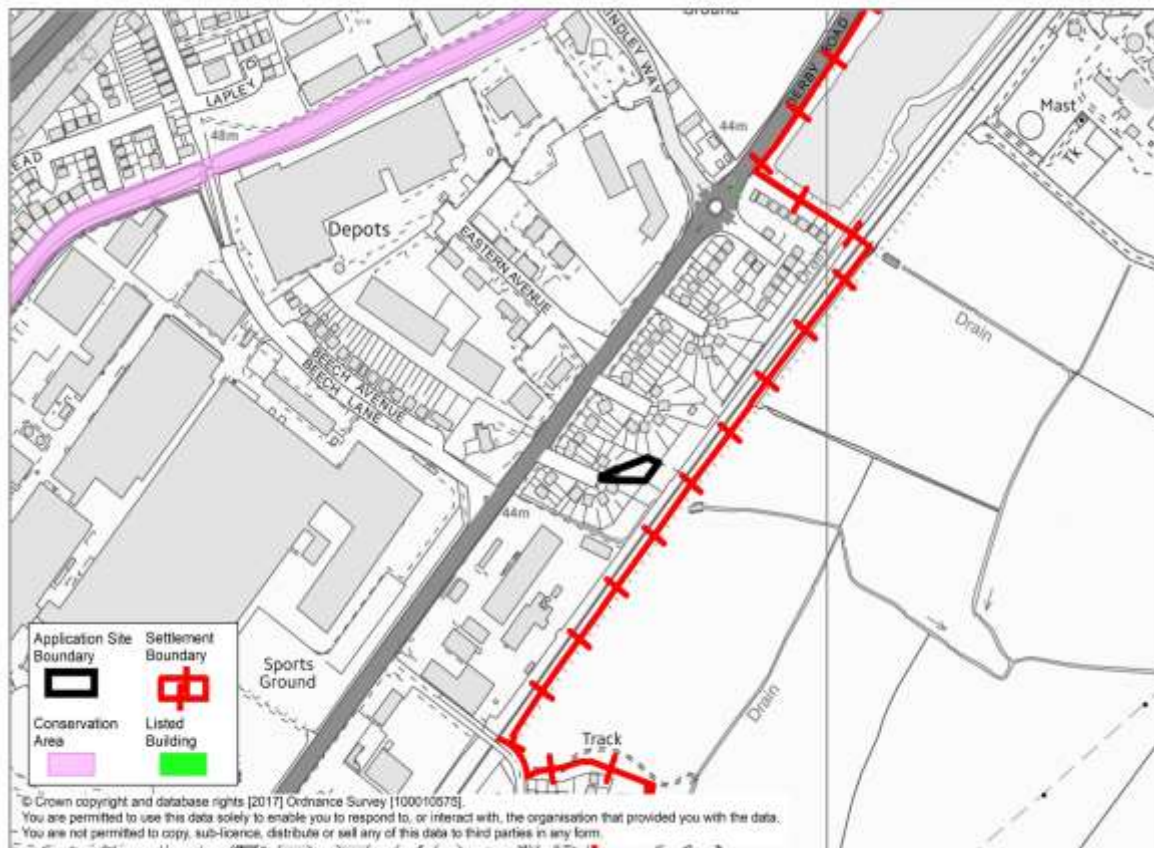 Ground
INDLEY WAY
DERBY ROAD
LAPLEY
EAD
48m
44m
Mast
TK
Depots
EASTERN AVENUE
Drain
BEECH AVENUE
BEECH LANE
44m
Sports
Ground
Track
Drain
Application Site
Boundary
Settlement
Boundary
Conservation
Area
Listed
Building
© Crown copyright and database rights [2017] Ordnance Survey [100010575].
You are permitted to use this data solely to enable you to respond to, or interact with, the organisation that provided you with the data.
You are not permitted to copy, sub-licence, distribute or sell any of this data to third parties in any form.